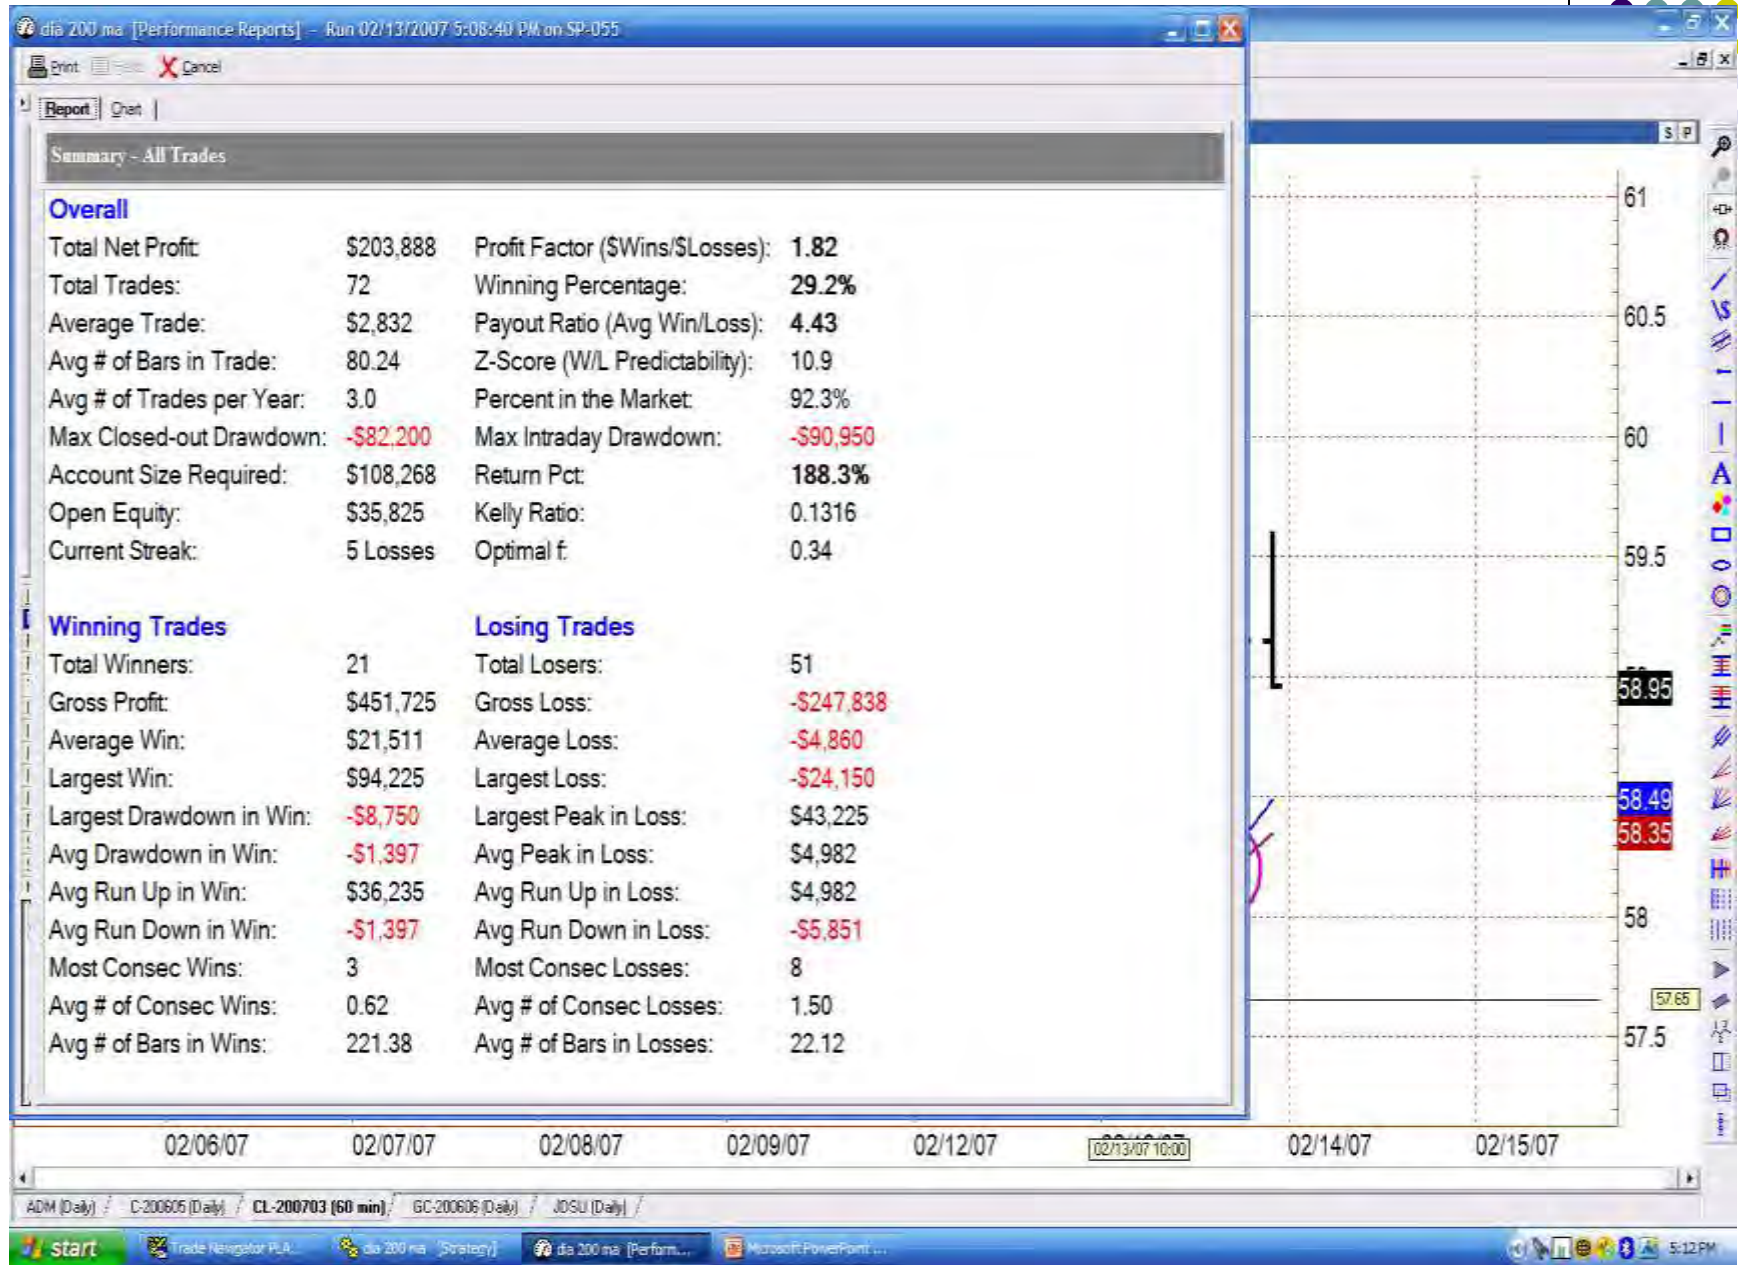 dia 200 ma [Performance Reports] - Run 02/13/2007 5:08:40 PM on SP-055
Print Cancel
Report Chart
S P
Summary - All Trades
Overall
Total Net Profit: $203,888 Profit Factor ($Wins/$Losses): 1.82
Total Trades: 72 Winning Percentage: 29.2%
Average Trade: $2,832 Payout Ratio (Avg Win/Loss): 4.43
Avg # of Bars in Trade: 80.24 Z-Score (W/L Predictability): 10.9
Avg # of Trades per Year: 3.0 Percent in the Market: 92.3%
Max Closed-out Drawdown: -$82,200 Max Intraday Drawdown: -$90,950
Account Size Required: $108,268 Return Pct: 188.3%
Open Equity: $35,825 Kelly Ratio: 0.1316
Current Streak: 5 Losses Optimal f: 0.34
Winning Trades Losing Trades
Total Winners: 21 Total Losers: 51
Gross Profit: $451,725 Gross Loss: -$247,838
Average Win: $21,511 Average Loss: -$4,860
Largest Win: $94,225 Largest Loss: -$24,150
Largest Drawdown in Win: -$8,750 Largest Peak in Loss: $43,225
Avg Drawdown in Win: -$1,397 Avg Peak in Loss: $4,982
Avg Run Up in Win: $36,235 Avg Run Up in Loss: $4,982
Avg Run Down in Win: -$1,397 Avg Run Down in Loss: -$5,851
Most Consec Wins: 3 Most Consec Losses: 8
Avg # of Consec Wins: 0.62 Avg # of Consec Losses: 1.50
Avg # of Bars in Wins: 221.38 Avg # of Bars in Losses: 22.12
61
60.5
60
59.5
58.95
58.49
58.35
58
57.65
57.5
02/06/07 02/07/07 02/08/07 02/09/07 02/12/07 02/13/07 10:00 02/14/07 02/15/07
ADM (Daily) C-200605 (Daily) CL-200703 (60 min) GC-200606 (Daily) JDSU (Daily)
start Trade Navigator PLA... dia 200 ma [Strategy] dia 200 ma [Perform... Microsoft PowerPoint ... 5:12 PM